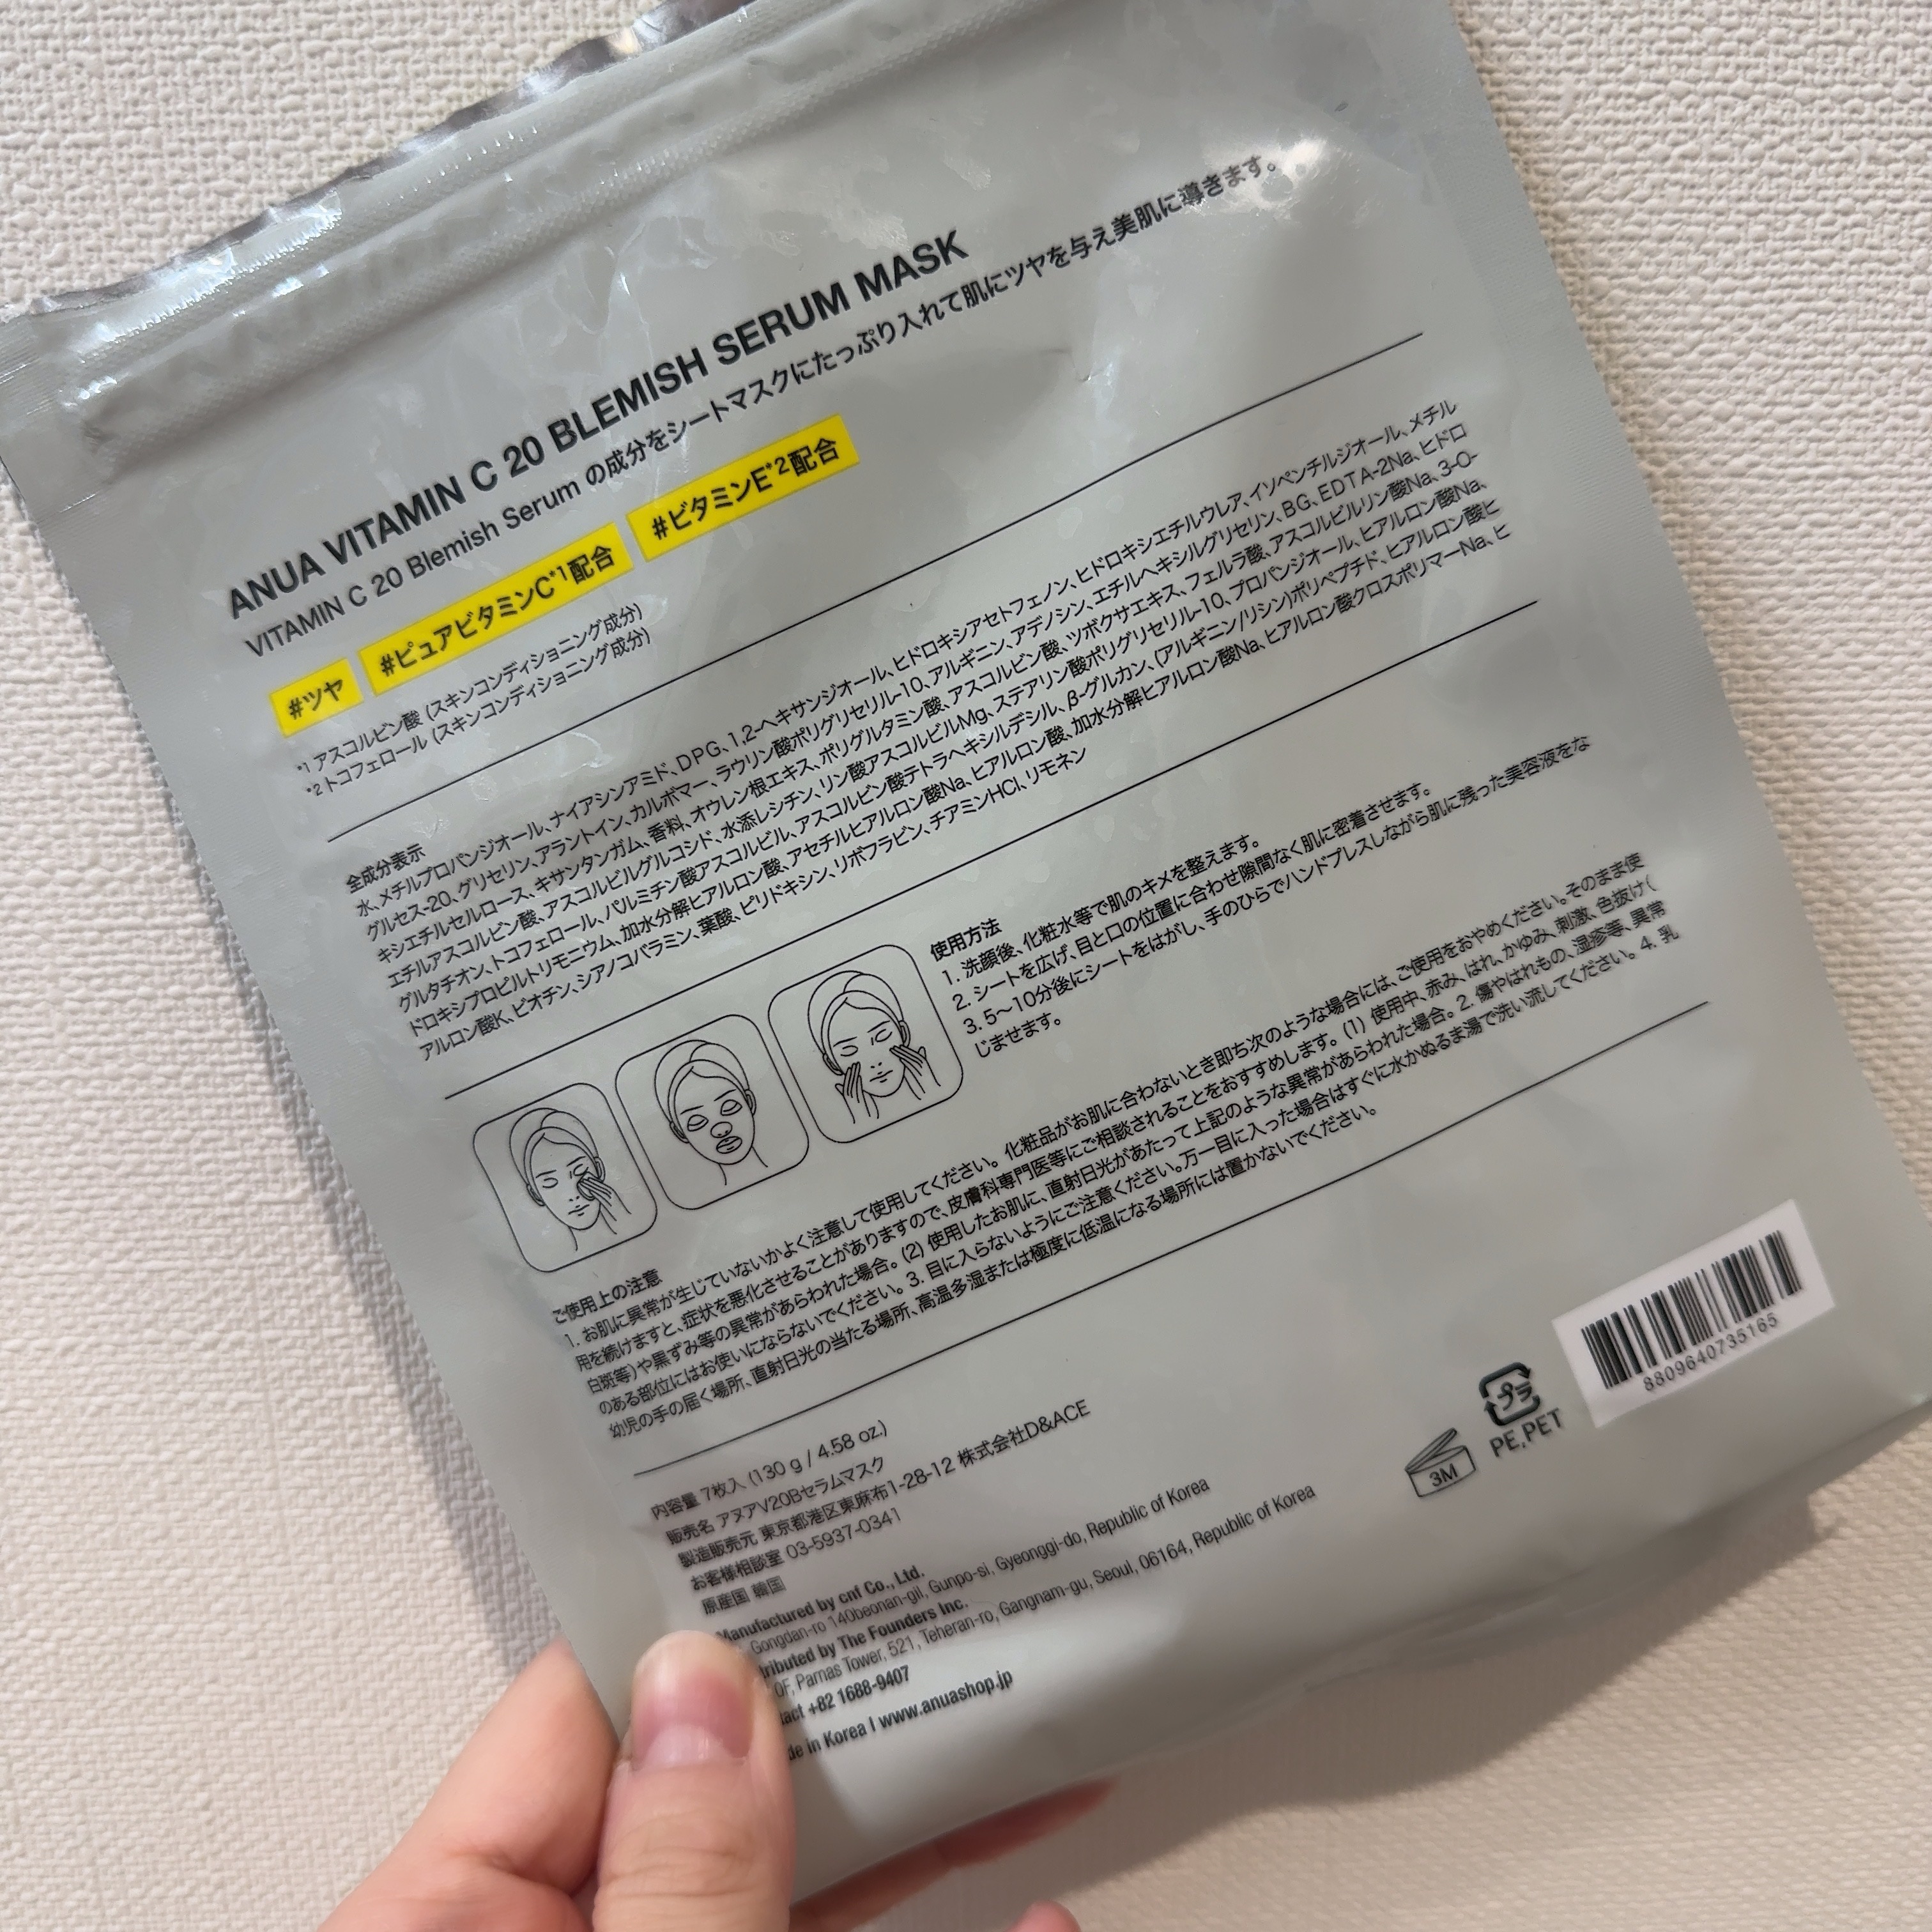 ANUA VITAMIN C 20 BLEMISH SERUM MASK
VITAMIN C 20 Blemish Serum の成分をシートマスクにたっぷり入れて肌にツヤを与え美肌に導きます。
#ツヤ #ピュアビタミンC*1配合 #ビタミンE*2配合
*1 アスコルビン酸 (スキンコンディショニング成分)
*2 トコフェロール (スキンコンディショニング成分)
全成分表示
水、メチルプロパンジオール、ナイアシンアミド、DPG、1,2-ヘキサンジオール、ヒドロキシアセトフェノン、ヒドロキシエチルウレア、イソペンチルジオール、メチル
グルセス-20、グリセリン、アラントイン、カルボマー、ラウリン酸ポリグリセリル-10、アルギニン、アデノシン、エチルヘキシルグリセリン、BG、EDTA-2Na、ヒドロ
キシエチルセルロース、キサンタンガム、香料、オウレン根エキス、ポリグルタミン酸、アスコルビン酸、ツボクサエキス、フェルラ酸、アスコルビルリン酸Na、3-O-
エチルアスコルビン酸、アスコルビルグルコシド、水添レシチン、リン酸アスコルビルMg、ステアリン酸ポリグリセリル-10、プロパンジオール、ヒアルロン酸Na、
グルタチオン、トコフェロール、パルミチン酸アスコルビル、アスコルビン酸テトラヘキシルデシル、β-グルカン、(アルギニン/リシン)ポリペプチド、ヒアルロン酸ヒ
ドロキシプロピルトリモニウム、加水分解ヒアルロン酸、アセチルヒアルロン酸Na、ヒアルロン酸、加水分解ヒアルロン酸Na、ヒアルロン酸クロスポリマーNa、ヒ
アルロン酸K、ビオチン、シアノコバラミン、葉酸、ピリドキシン、リボフラビン、チアミンHCl、リモネン
使用方法
1. 洗顔後、化粧水等で肌のキメを整えます。
2. シートを広げ、目と口の位置に合わせ隙間なく肌に密着させます。
3. 5～10分後にシートをはがし、手のひらでハンドプレスしながら肌に残った美容液をな
じませます。
ご使用上の注意
1. お肌に異常が生じていないかよく注意して使用してください。化粧品がお肌に合わないとき即ち次のような場合には、ご使用をおやめください。そのまま使
用を続けますと、症状を悪化させることがありますので、皮膚科専門医等にご相談されることをおすすめします。(1) 使用中、赤み、はれ、かゆみ、刺激、色抜け(
白斑等)や黒ずみ等の異常があらわれた場合。(2) 使用したお肌に、直射日光があたって上記のような異常があらわれた場合。2. 傷やはれもの、湿疹等、異常
のある部位にはお使いにならないでください。3. 目に入らないようにご注意ください。万一目に入った場合はすぐに水かぬるま湯で洗い流してください。4. 乳
幼児の手の届く場所、直射日光の当たる場所、高温多湿または極度に低温になる場所には置かないでください。
内容量 7枚入 (130 g / 4.58 oz.)
販売名 アヌアV20Bセラムマスク
製造販売元 東京都港区東麻布1-28-12 株式会社D&ACE
お客様相談室 03-5937-0341
原産国 韓国
Manufactured by cnf Co., Ltd.
Gongdan-ro 140beonan-gil, Gunpo-si, Gyeonggi-do, Republic of Korea
tributed by The Founders Inc.
0F, Parnas Tower, 521, Teheran-ro, Gangnam-gu, Seoul, 06164, Republic of Korea
act +82 1688-9407
de in Korea | www.anuashop.jp
3M
プラ
PE,PET
8809640735165